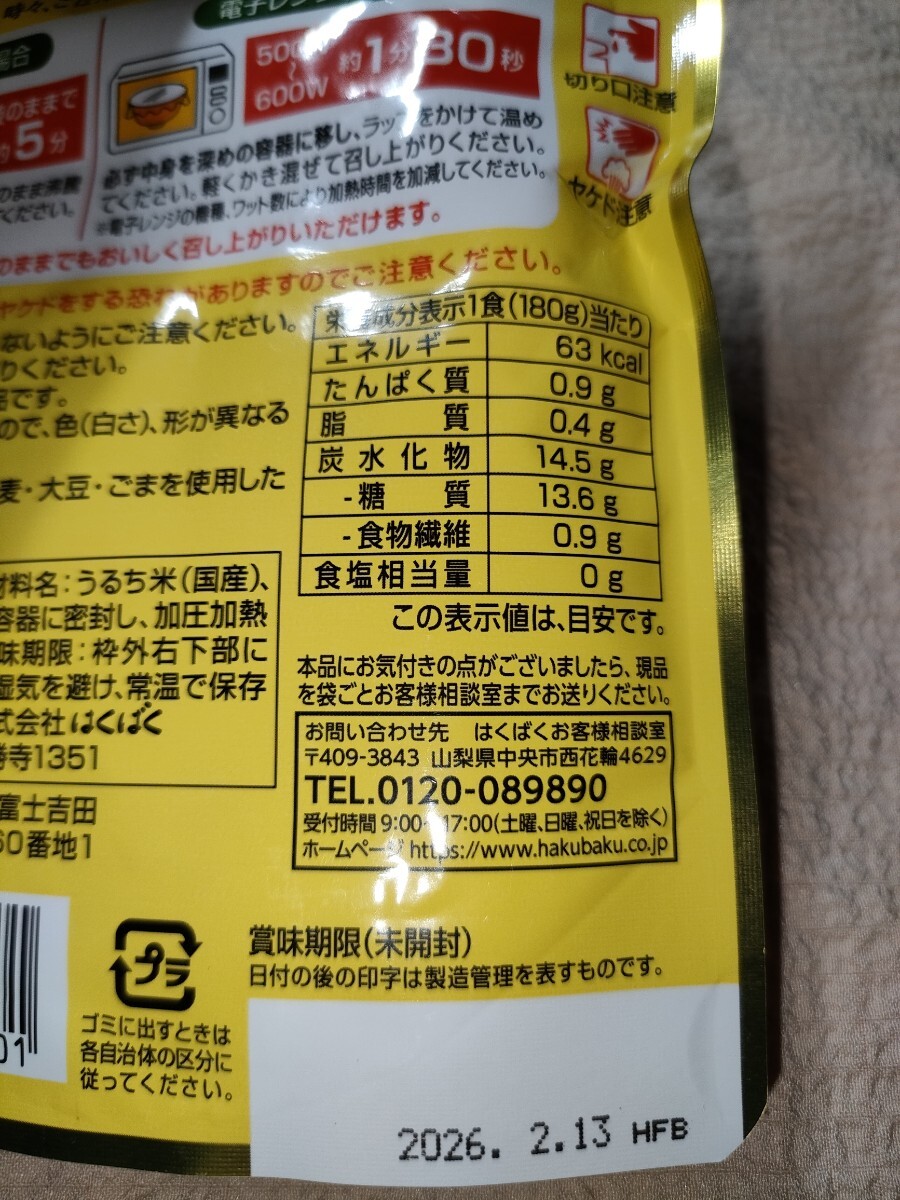 時々、
電子レンジ
場合
500W
〜
600W
約1分30秒
のままで
約5分
切り口注意
必ず中身を深めの容器に移し、ラップをかけて温め
てください。軽くかき混ぜて召し上がりください。
※電子レンジの機種、ワット数により加熱時間を加減してください。
のまま沸騰
ください。
ヤケド注意
のままでもおいしく召し上がりいただけます。
ヤケドをする恐れがありますのでご注意ください。
ないようにご注意ください。
りください。
品です。
ので、色(白さ)、形が異なる
麦・大豆・ごまを使用した
栄養成分表示1食(180g)当たり
エネルギー 63 kcal
たんぱく質 0.9 g
脂質 0.4 g
炭水化物 14.5 g
-糖質 13.6 g
-食物繊維 0.9 g
食塩相当量 0 g
この表示値は、目安です。
材料名:うるち米(国産)、
容器に密封し、加圧加熱
味期限:枠外右下部に
湿気を避け、常温で保存
式会社はくばく
勝寺1351
富士吉田
60番地1
本品にお気付きの点がございましたら、現品
を袋ごとお客様相談室までお送りください。
お問い合わせ先 はくばくお客様相談室
〒409-3843 山梨県中央市西花輪4629
TEL.0120-089890
受付時間 9:00〜17:00(土曜、日曜、祝日を除く)
ホームページ https://www.hakubaku.co.jp
賞味期限(未開封)
日付の後の印字は製造管理を表すものです。
プラ
ゴミに出すときは
各自治体の区分に
従ってください。
01
2026. 2.13 HFB